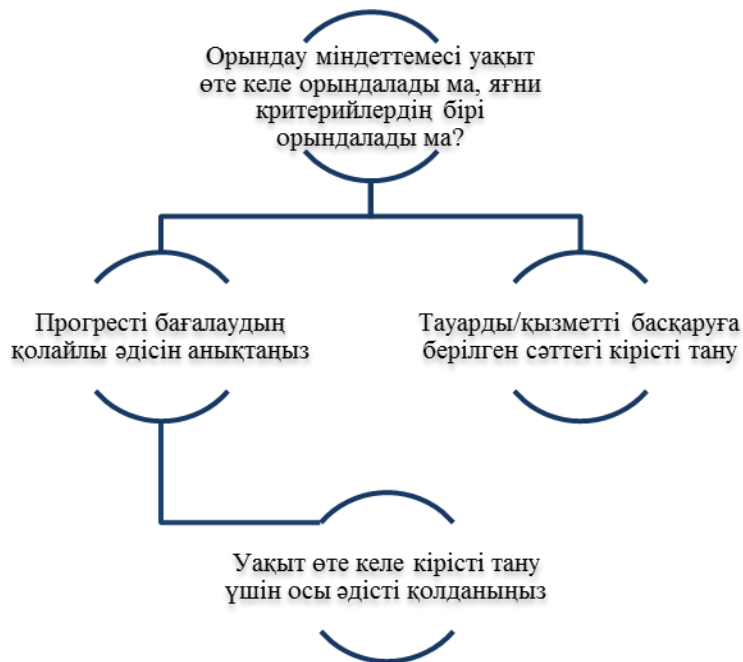 Орындау міндеттемесі уақыт
өте келе орындалады ма, яғни
критерийлердің бірі
орындалады ма?
Прогресті бағалаудың
қолайлы әдісін анықтаңыз
Тауарды/қызметті басқаруға
берілген сәттегі кірісті тану
Уақыт өте келе кірісті тану
үшін осы әдісті қолданыңыз